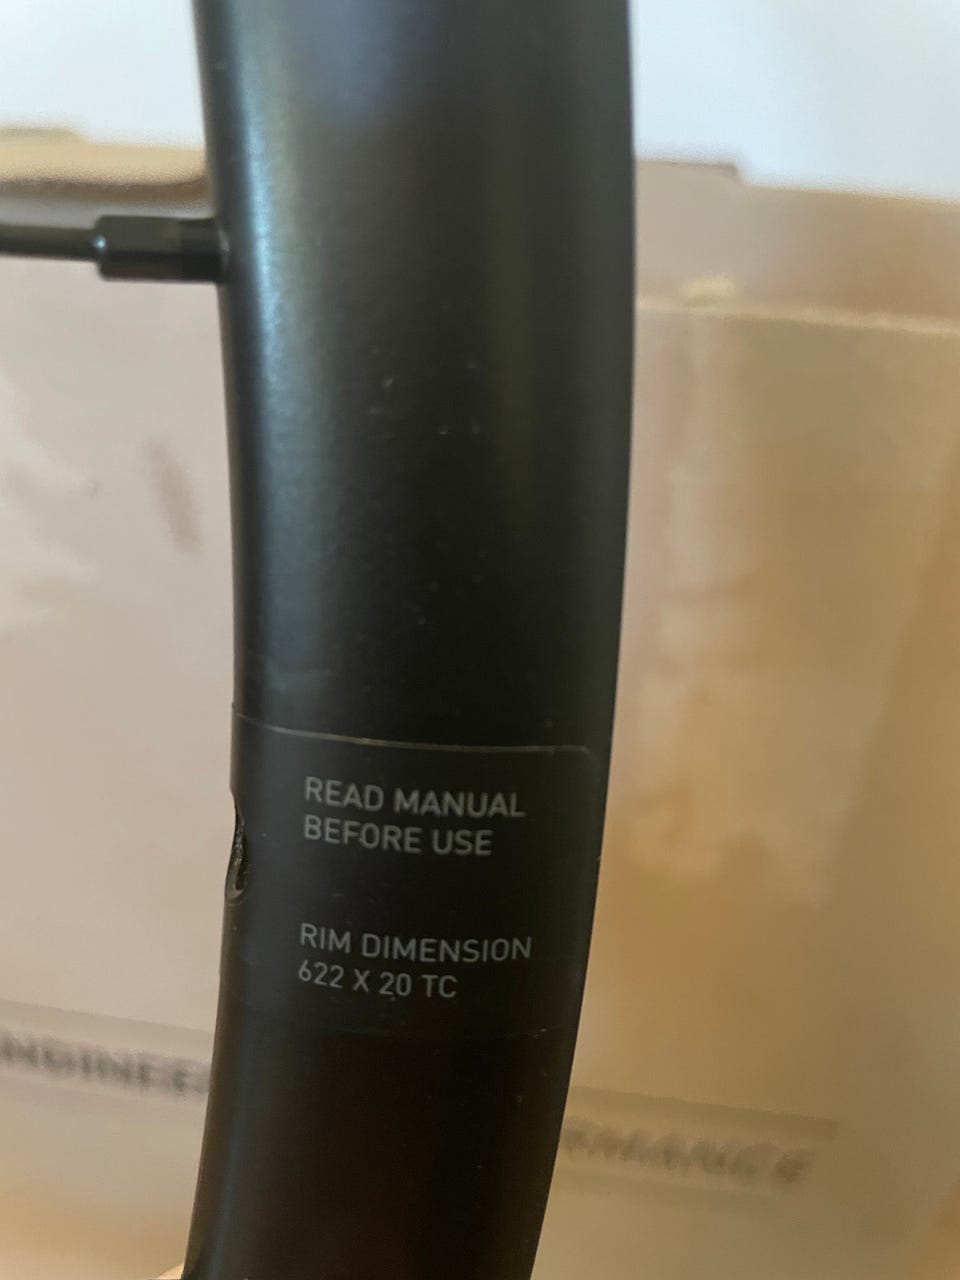 READ MANUAL
BEFORE USE
RIM DIMENSION
622 X 20 TC